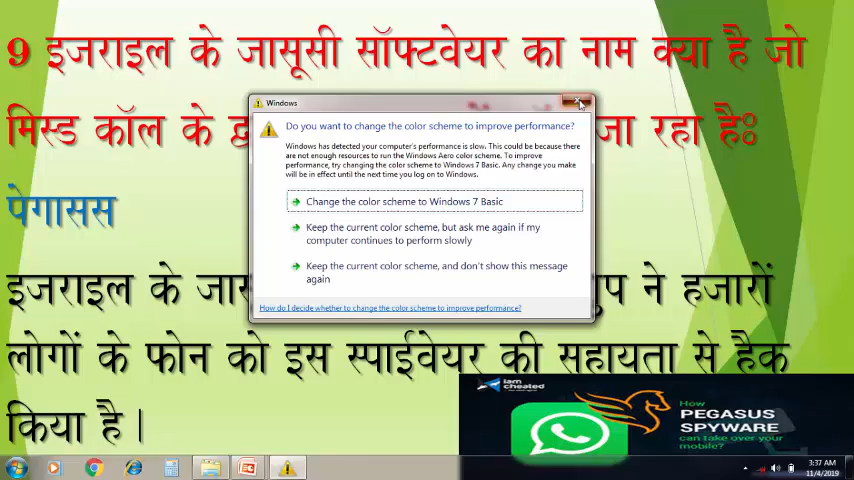 9 इजराइल के जासूसी सॉफ्टवेयर का नाम क्या है जो
मिस्ड कॉल के जा रहा हैः
पेगासस
इजराइल के ने हजारों
लोगों के फोन को इस स्पाईवेयर की सहायता से हैक
किया है।
Windows
Do you want to change the color scheme to improve performance?
Windows has detected your computer's performance is slow. This could be because there
are not enough resources to run the Windows Aero color scheme. To improve
performance, try changing the color scheme to Windows 7 Basic. Any change you make
will be in effect until the next time you log on to Windows.
Change the color scheme to Windows 7 Basic
Keep the current color scheme, but ask me again if my
computer continues to perform slowly
Keep the current color scheme, and don't show this message
again
How do I decide whether to change the color scheme to improve performance?
Iam
cheated
How
PEGASUS
SPYWARE
can take over your
mobile?
3:37 AM
11/4/2019